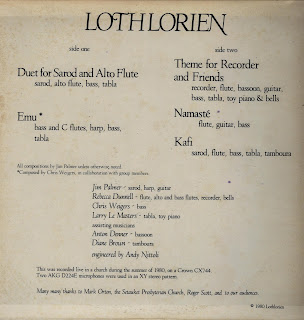 LOTHLORIEN
side one
Duet for Sarod and Alto Flute
sarod, alto flute, bass, tabla
Emu *
bass and C flutes, harp, bass,
tabla
side two
Theme for Recorder
and Friends
recorder, flute, bassoon, guitar,
bass, tabla, toy piano & bells
Namasté *
flute, guitar, bass
Kafi
sarod, flute, bass, tabla, tamboura
All compositions by Jim Palmer unless otherwise noted
*Composed by Chris Weigers, in collaboration with group members
Jim Palmer - sarod, harp, guitar
Rebecca Dunnell - flute, alto and bass flutes, recorder, bells
Chris Weigers - bass
Larry Le Masters - tabla, toy piano
assisting musicians
Anton Denner - bassoon
Diane Brown - tamboura
engineered by Andy Nittoli
This was recorded live in a church during the summer of 1980, on a Crown CX744.
Two AKG D224E microphones were used in an XY stereo pattern.
Many many thanks to Mark Orton, the Setauket Presbyterian Church, Roger Scott, and to our audiences.
© 1980 Lothlorien